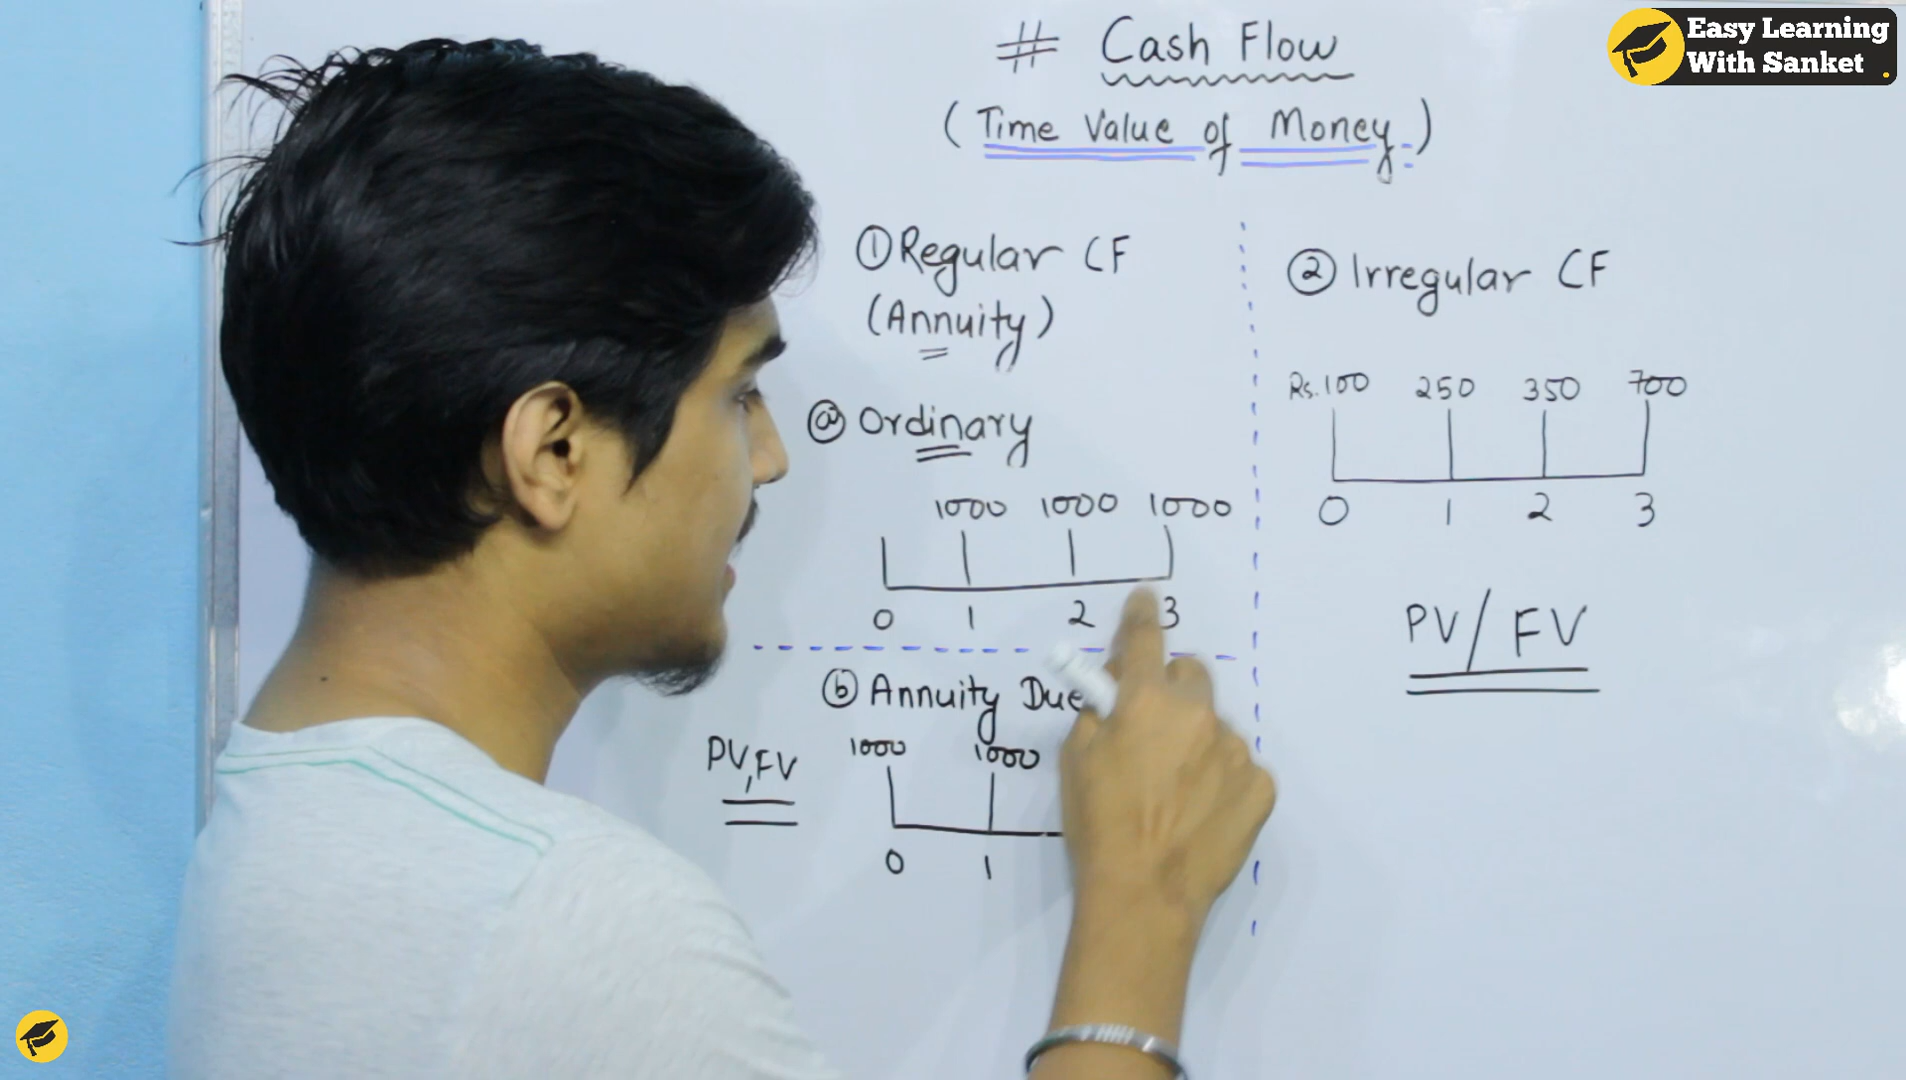 Easy Learning
With Sanket
# Cash Flow
(Time Value of Money)
① Regular CF
(Annuity)
ⓐ Ordinary
1000 1000 1000
0 1 2 3
ⓑ Annuity Due
PV, FV
1000 1000
0 1
② Irregular CF
Rs.100 250 350 700
0 1 2 3
PV/FV